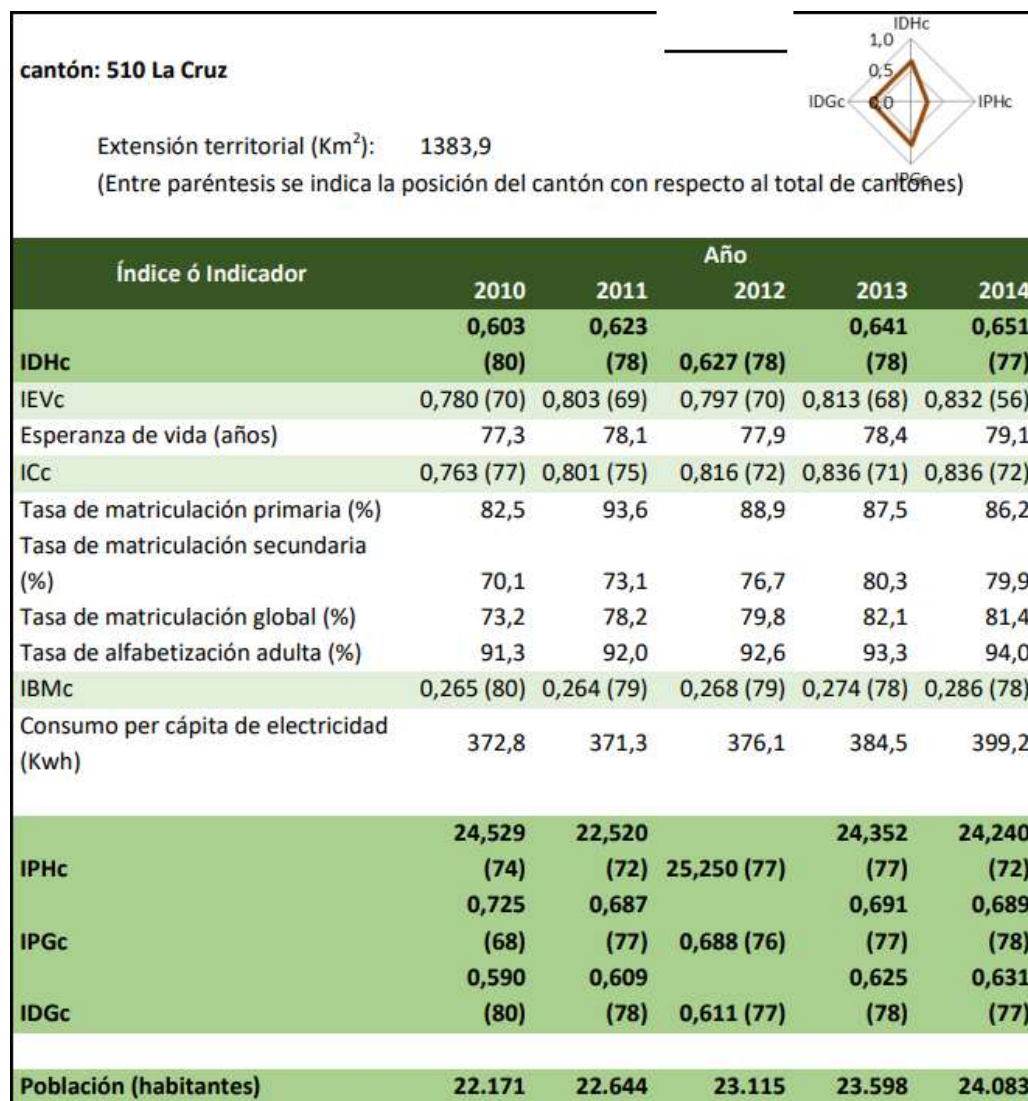 IDHc
1,0
cantón: 510 La Cruz
0,5
IDGc 0,0 IPHc
Extensión territorial (Km²): 1383,9
IPGc
(Entre paréntesis se indica la posición del cantón con respecto al total de cantones)
Índice ó Indicador Año
2010 2011 2012 2013 2014
0,603 0,623 0,641 0,651
IDHc (80) (78) 0,627 (78) (78) (77)
IEVc 0,780 (70) 0,803 (69) 0,797 (70) 0,813 (68) 0,832 (56)
Esperanza de vida (años) 77,3 78,1 77,9 78,4 79,1
ICc 0,763 (77) 0,801 (75) 0,816 (72) 0,836 (71) 0,836 (72)
Tasa de matriculación primaria (%) 82,5 93,6 88,9 87,5 86,2
Tasa de matriculación secundaria
(%) 70,1 73,1 76,7 80,3 79,9
Tasa de matriculación global (%) 73,2 78,2 79,8 82,1 81,4
Tasa de alfabetización adulta (%) 91,3 92,0 92,6 93,3 94,0
IBMc 0,265 (80) 0,264 (79) 0,268 (79) 0,274 (78) 0,286 (78)
Consumo per cápita de electricidad
(Kwh) 372,8 371,3 376,1 384,5 399,2
24,529 22,520 24,352 24,240
IPHc (74) (72) 25,250 (77) (77) (72)
0,725 0,687 0,691 0,689
IPGc (68) (77) 0,688 (76) (77) (78)
0,590 0,609 0,625 0,631
IDGc (80) (78) 0,611 (77) (78) (77)
Población (habitantes) 22.171 22.644 23.115 23.598 24.083